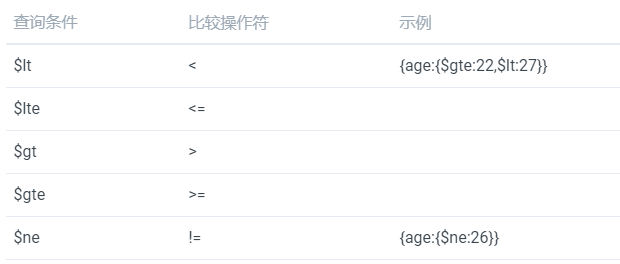 查询条件 比较操作符 示例
$lt < {age:{$gte:22,$lt:27}}
$lte <=
$gt >
$gte >=
$ne != {age:{$ne:26}}